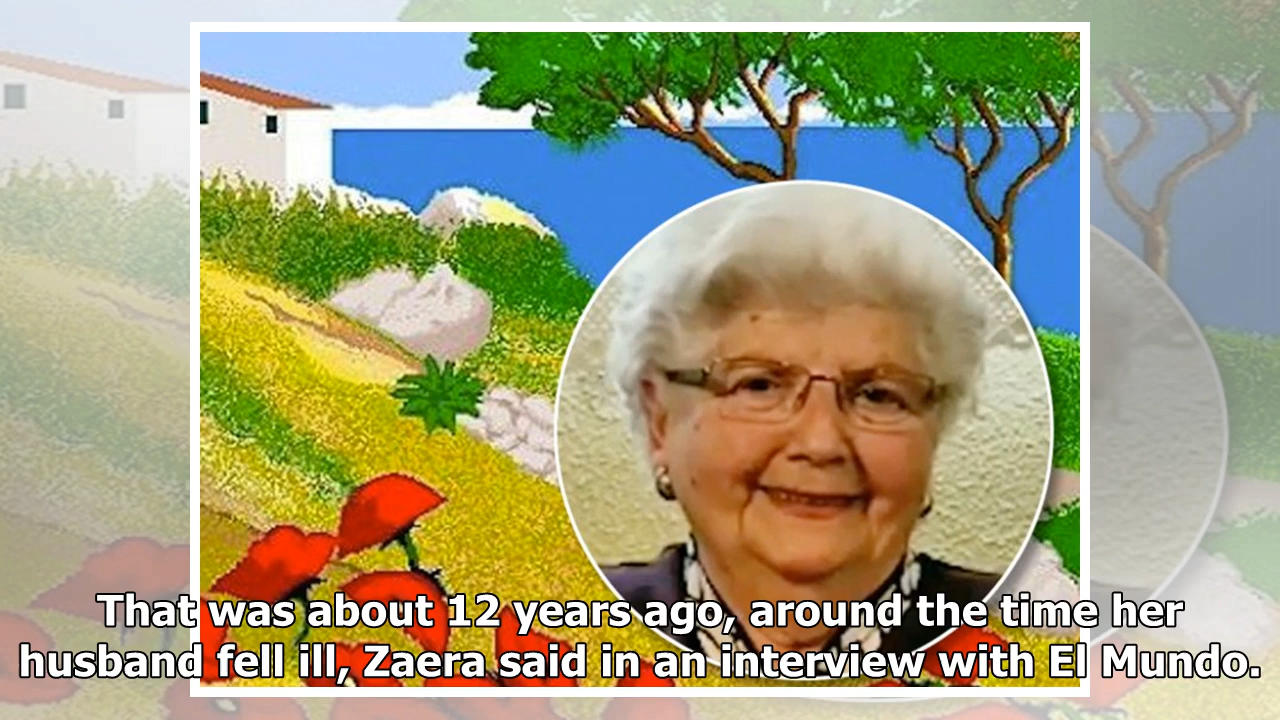 That was about 12 years ago, around the time her
husband fell ill, Zaera said in an interview with El Mundo.